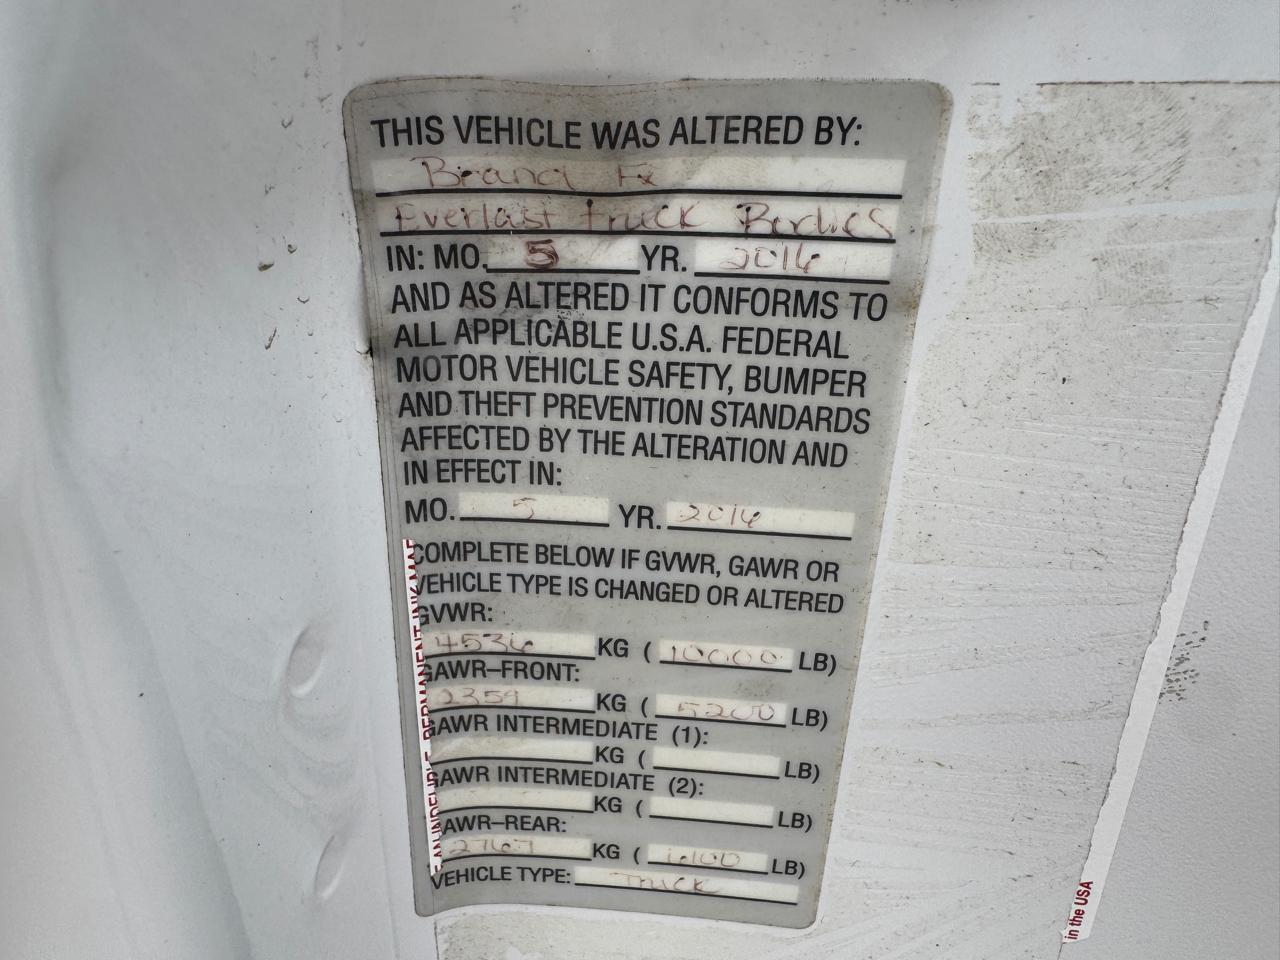 THIS VEHICLE WAS ALTERED BY:
Brand Fx
Everlast truck Bodies
IN: MO. 5 YR. 2016
AND AS ALTERED IT CONFORMS TO
ALL APPLICABLE U.S.A. FEDERAL
MOTOR VEHICLE SAFETY, BUMPER
AND THEFT PREVENTION STANDARDS
AFFECTED BY THE ALTERATION AND
IN EFFECT IN:
MO. 5 YR. 2016
COMPLETE BELOW IF GVWR, GAWR OR
VEHICLE TYPE IS CHANGED OR ALTERED
GVWR:
4536 KG ( 10000 LB)
GAWR–FRONT:
2359 KG ( 5200 LB)
GAWR INTERMEDIATE (1):
KG ( LB)
GAWR INTERMEDIATE (2):
KG ( LB)
AWR–REAR:
2767 KG ( 6100 LB)
VEHICLE TYPE: Truck
PERMANENT INK
in the USA